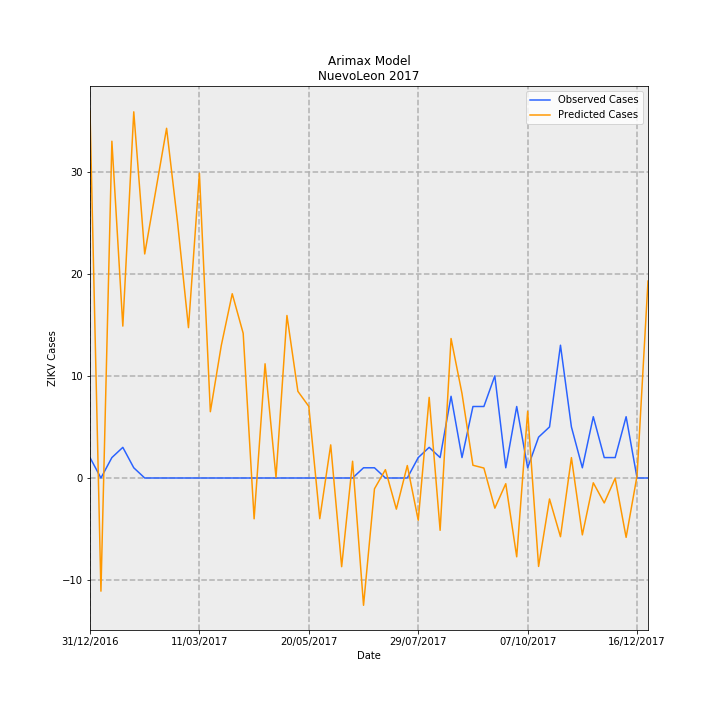 Arimax Model
NuevoLeon 2017
Observed Cases
Predicted Cases
ZIKV Cases
30
20
10
0
−10
31/12/2016 11/03/2017 20/05/2017 29/07/2017 07/10/2017 16/12/2017
Date